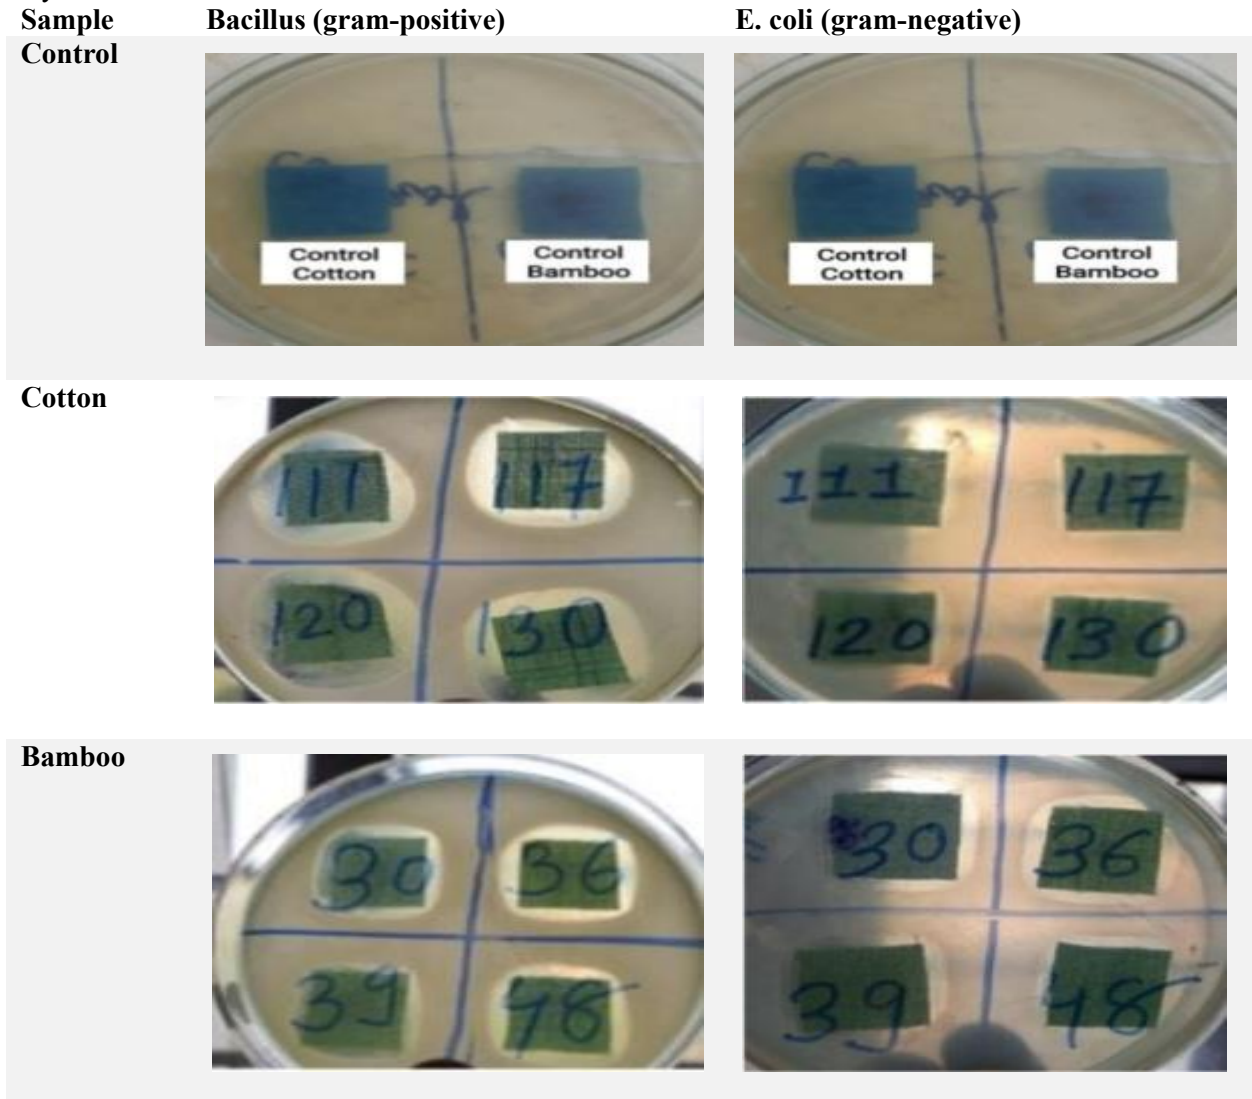 Sample Bacillus (gram-positive) E. coli (gram-negative)
Control
Control
Cotton
Control
Bamboo
Control
Cotton
Control
Bamboo
Cotton
111 117
120 130
111 117
120 130
Bamboo
30 36
39 48
30 36
39 48